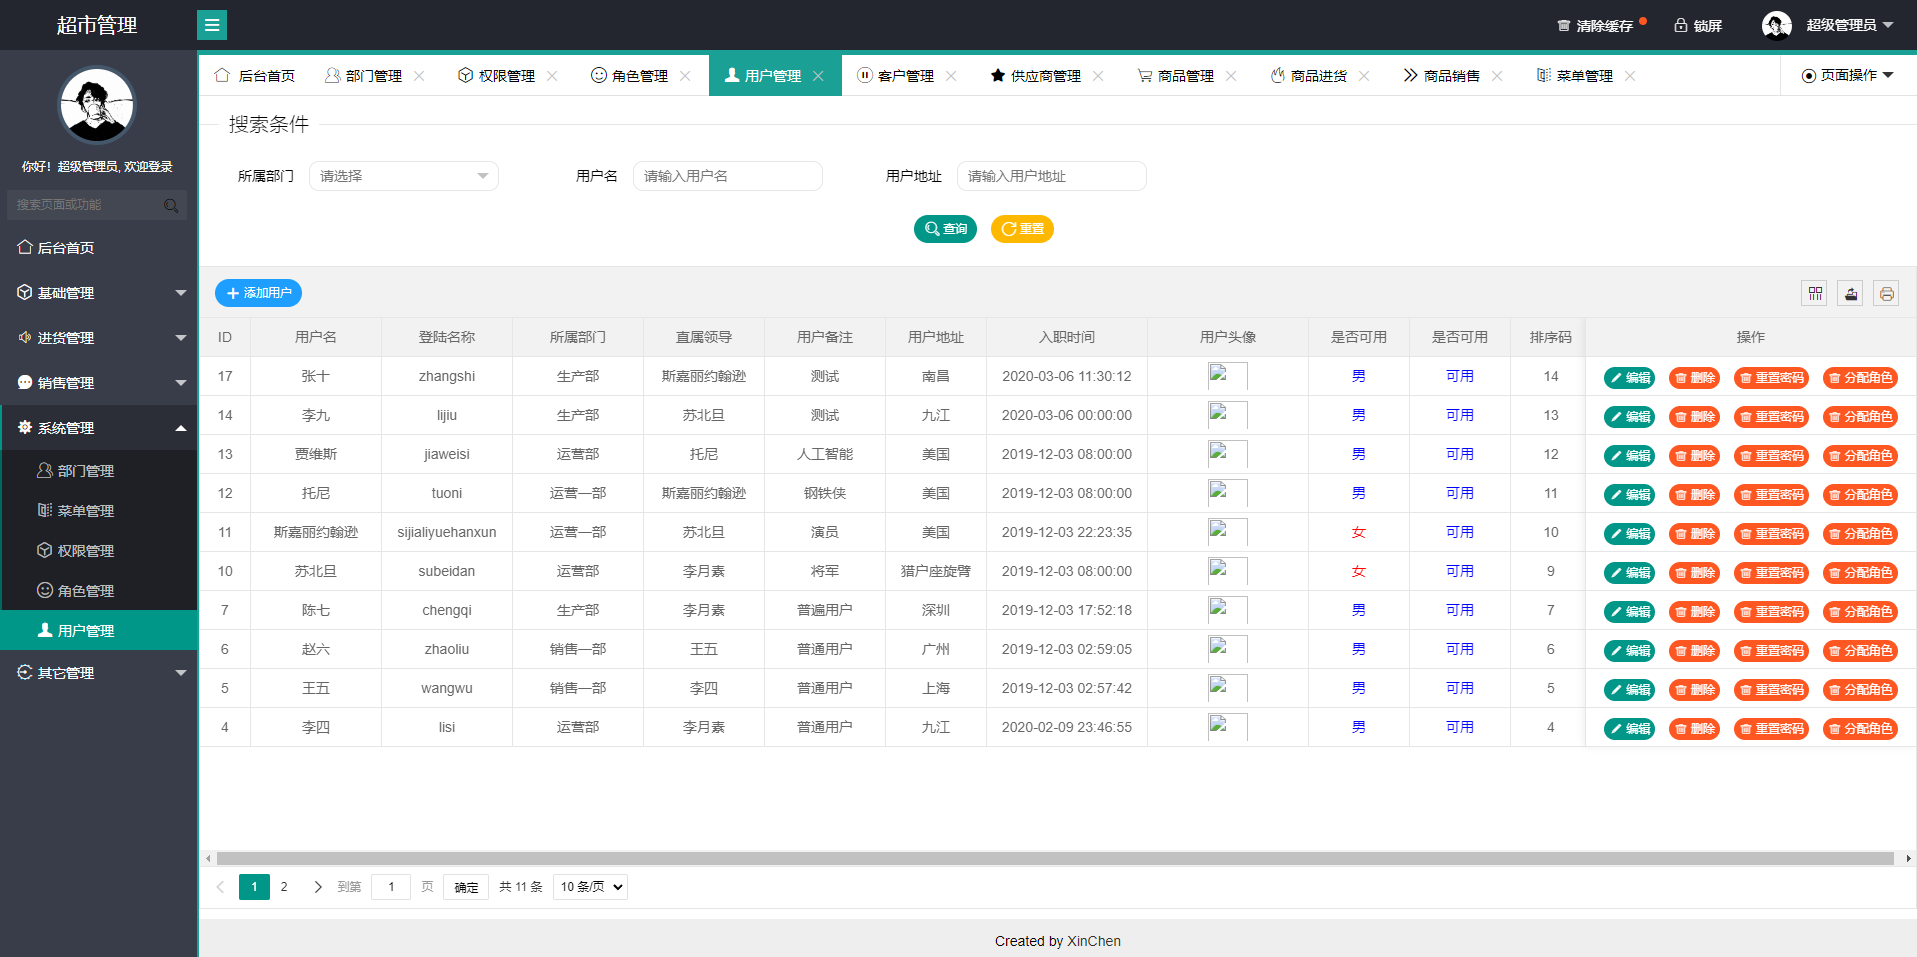 超市管理
清除缓存
锁屏
超级管理员
后台首页 部门管理 权限管理 角色管理 用户管理 客户管理 供应商管理 商品管理 商品进货 商品销售 菜单管理 页面操作
你好！超级管理员, 欢迎登录
搜索页面或功能
后台首页
基础管理
进货管理
销售管理
系统管理
部门管理
菜单管理
权限管理
角色管理
用户管理
其它管理
搜索条件
所属部门 请选择 用户名 请输入用户名 用户地址 请输入用户地址
查询 重置
添加用户
ID 用户名 登陆名称 所属部门 直属领导 用户备注 用户地址 入职时间 用户头像 是否可用 是否可用 排序码 操作
17 张十 zhangshi 生产部 斯嘉丽约翰逊 测试 南昌 2020-03-06 11:30:12 男 可用 14 编辑 删除 重置密码 分配角色
14 李九 lijiu 生产部 苏北旦 测试 九江 2020-03-06 00:00:00 男 可用 13 编辑 删除 重置密码 分配角色
13 贾维斯 jiaweisi 运营部 托尼 人工智能 美国 2019-12-03 08:00:00 男 可用 12 编辑 删除 重置密码 分配角色
12 托尼 tuoni 运营一部 斯嘉丽约翰逊 钢铁侠 美国 2019-12-03 08:00:00 男 可用 11 编辑 删除 重置密码 分配角色
11 斯嘉丽约翰逊 sijialiyuehanxun 运营一部 苏北旦 演员 美国 2019-12-03 22:23:35 女 可用 10 编辑 删除 重置密码 分配角色
10 苏北旦 subeidan 运营部 李月素 将军 猎户座旋臂 2019-12-03 08:00:00 女 可用 9 编辑 删除 重置密码 分配角色
7 陈七 chengqi 生产部 李月素 普遍用户 深圳 2019-12-03 17:52:18 男 可用 7 编辑 删除 重置密码 分配角色
6 赵六 zhaoliu 销售一部 王五 普通用户 广州 2019-12-03 02:59:05 男 可用 6 编辑 删除 重置密码 分配角色
5 王五 wangwu 销售一部 李四 普通用户 上海 2019-12-03 02:57:42 男 可用 5 编辑 删除 重置密码 分配角色
4 李四 lisi 运营部 李月素 普通用户 九江 2020-02-09 23:46:55 男 可用 4 编辑 删除 重置密码 分配角色
1 2 到第 1 页 确定 共 11 条 10 条/页
Created by XinChen